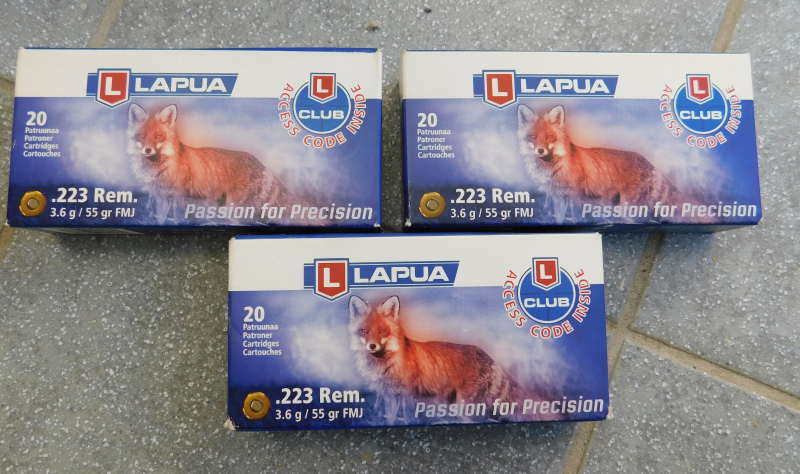 L LAPUA
L
CLUB
ACCESS CODE INSIDE
20
Patruunaa
Patroner
Cartridges
Cartouches
.223 Rem.
3.6 g / 55 gr FMJ
Passion for Precision
L LAPUA
L
CLUB
ACCESS CODE INSIDE
20
Patruunaa
Patroner
Cartridges
Cartouches
.223 Rem.
3.6 g / 55 gr FMJ
Passion for Precision
L LAPUA
L
CLUB
ACCESS CODE INSIDE
20
Patruunaa
Patroner
Cartridges
Cartouches
.223 Rem.
3.6 g / 55 gr FMJ
Passion for Precision